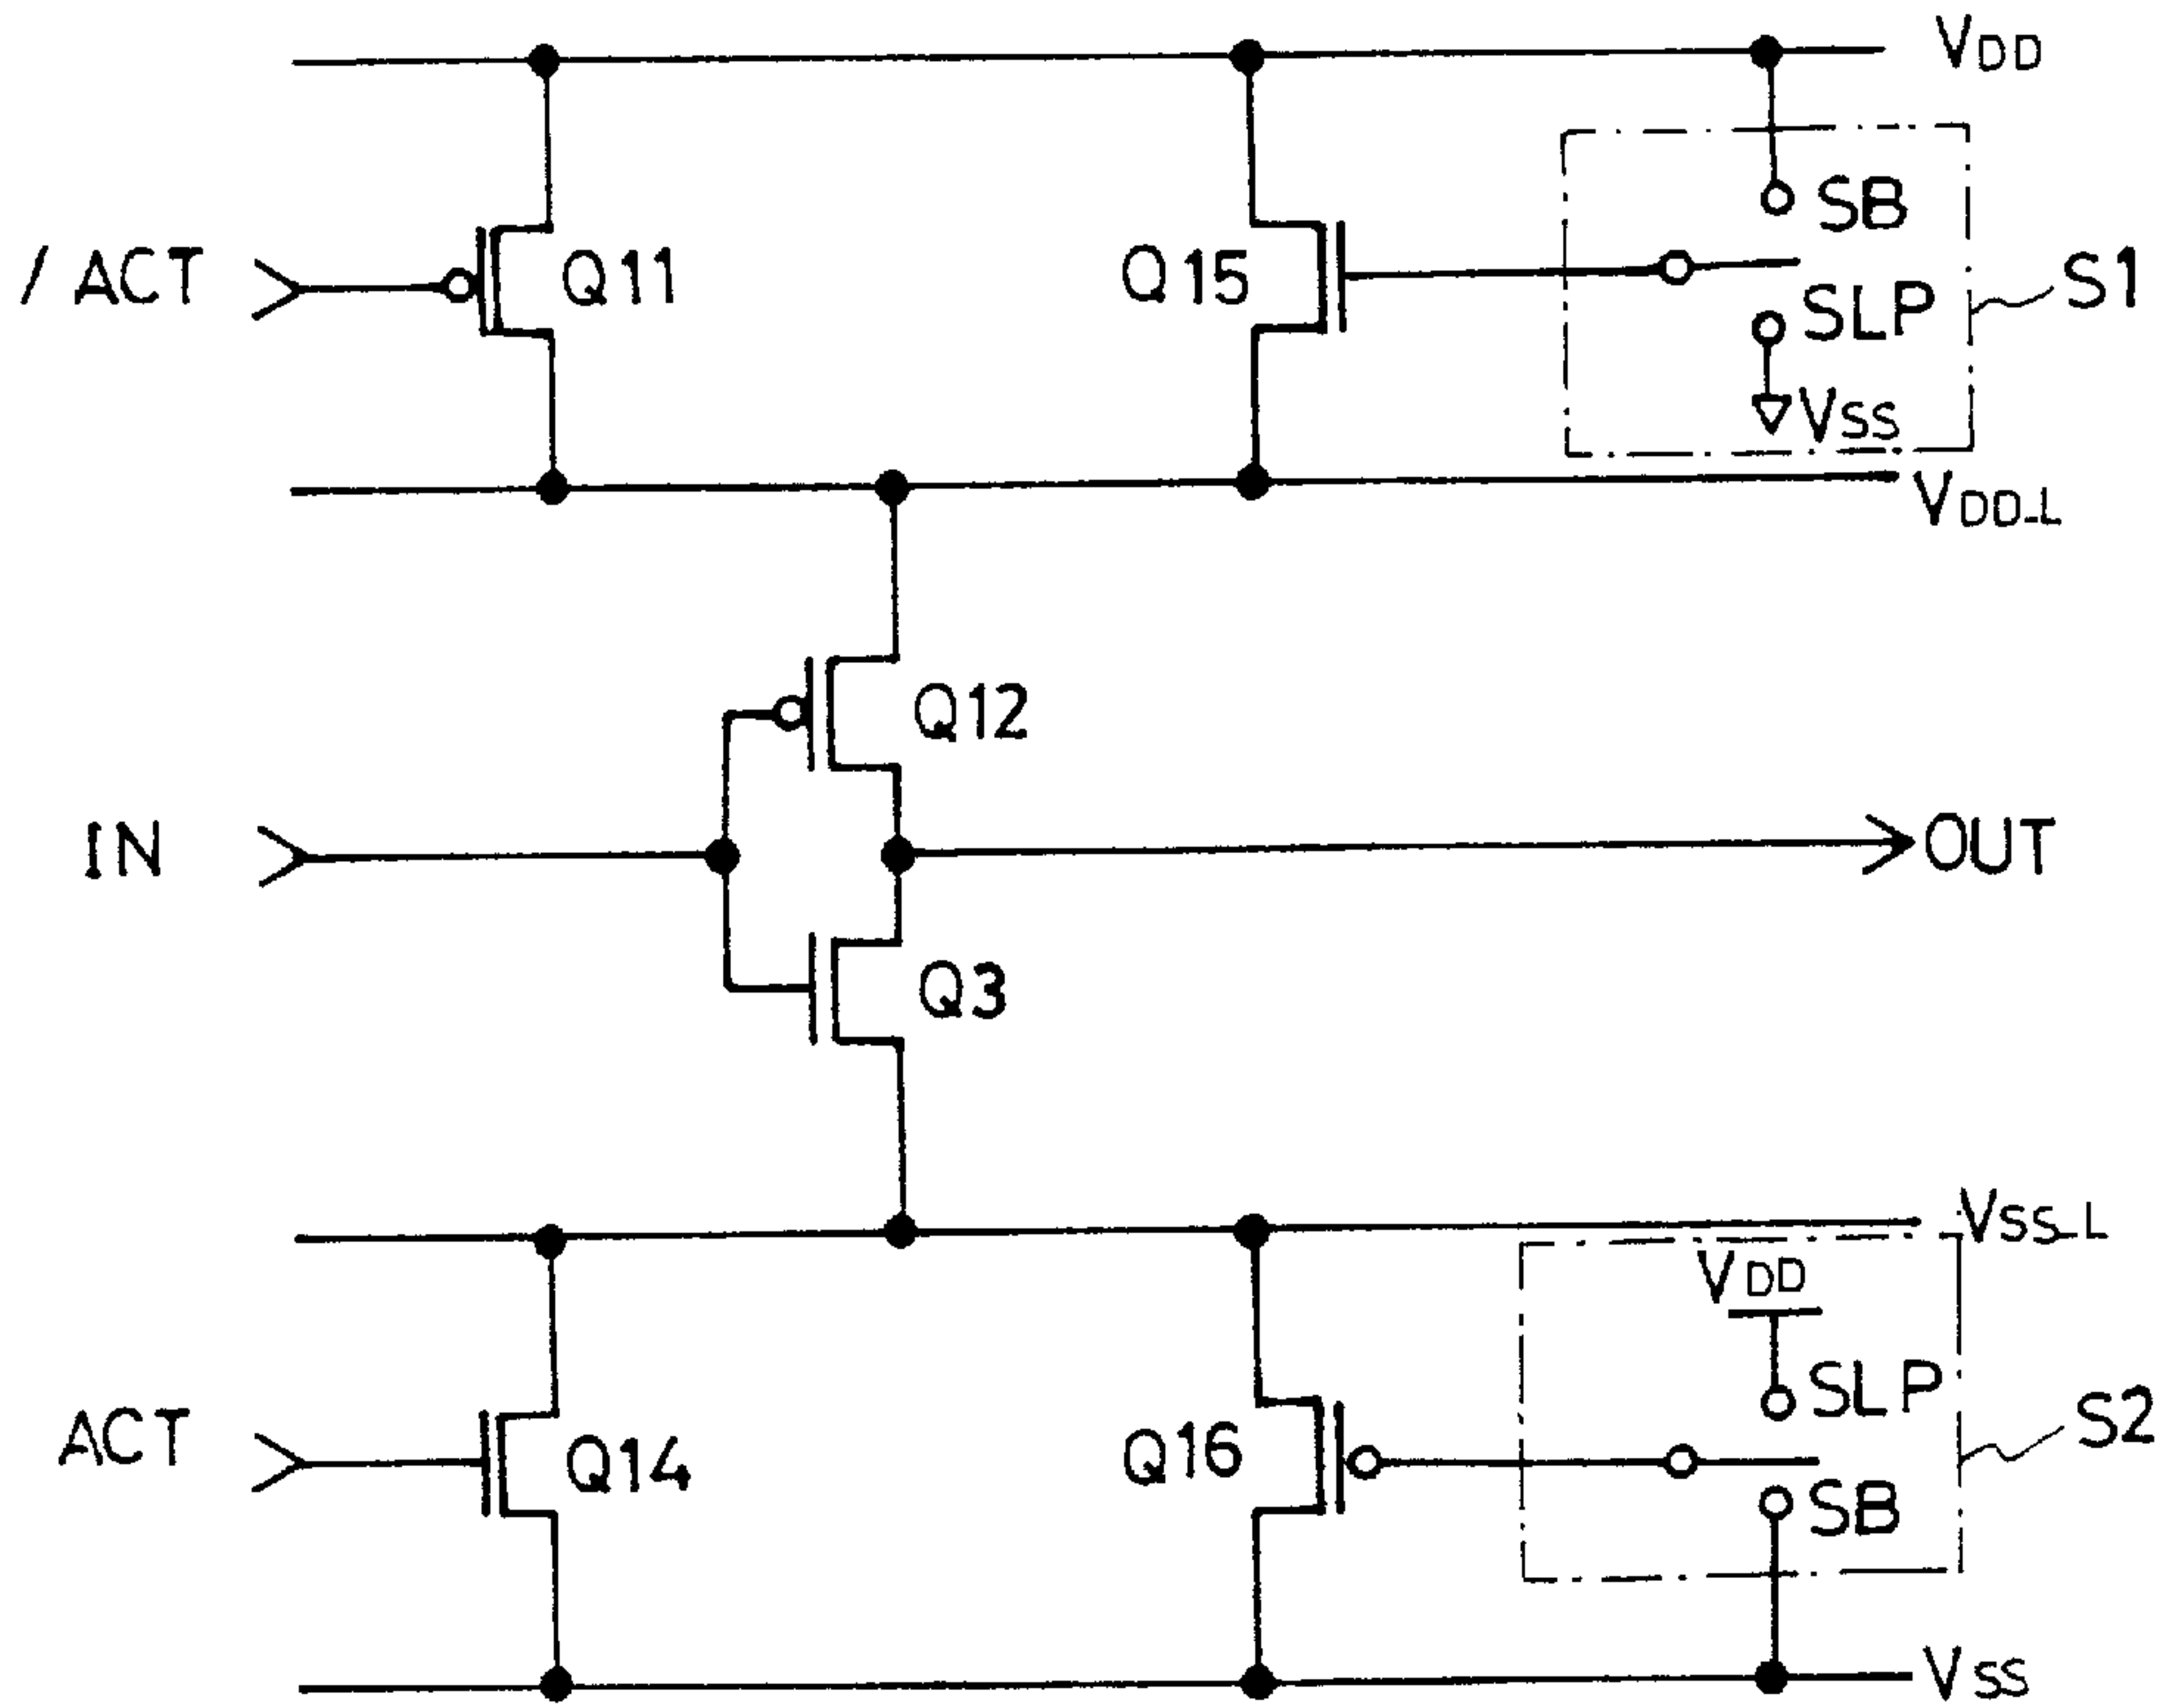 VDD
SB
/ACT
Q11
Q15
S1
SLP
VSS
VDD-L
Q12
IN
OUT
Q3
VSS-L
VDD
SLP
ACT
Q14
Q16
S2
SB
VSS